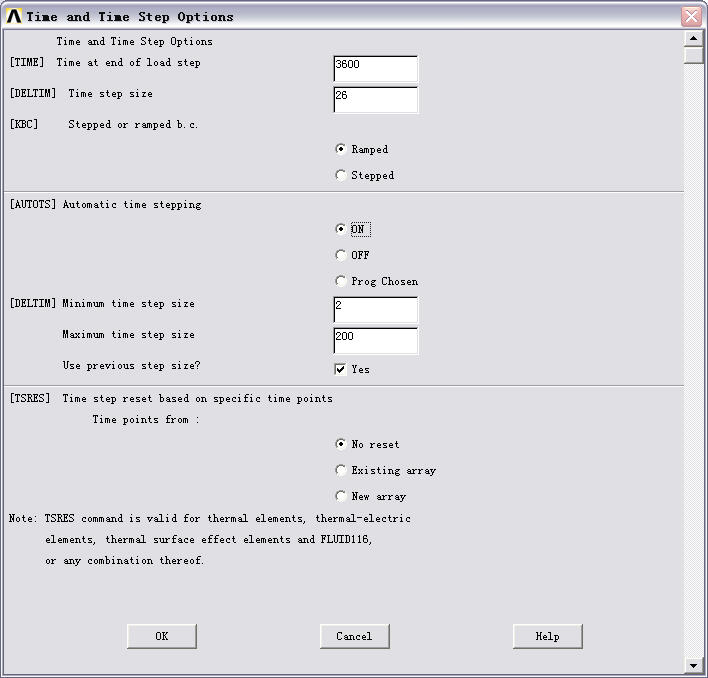 Time and Time Step Options
Time and Time Step Options
[TIME] Time at end of load step 3600
[DELTIM] Time step size 26
[KBC] Stepped or ramped b.c.
Ramped
Stepped
[AUTOTS] Automatic time stepping
ON
OFF
Prog Chosen
[DELTIM] Minimum time step size 2
Maximum time step size 200
Use previous step size? Yes
[TSRES] Time step reset based on specific time points
Time points from :
No reset
Existing array
New array
Note: TSRES command is valid for thermal elements, thermal-electric
elements, thermal surface effect elements and FLUID116,
or any combination thereof.
OK Cancel Help